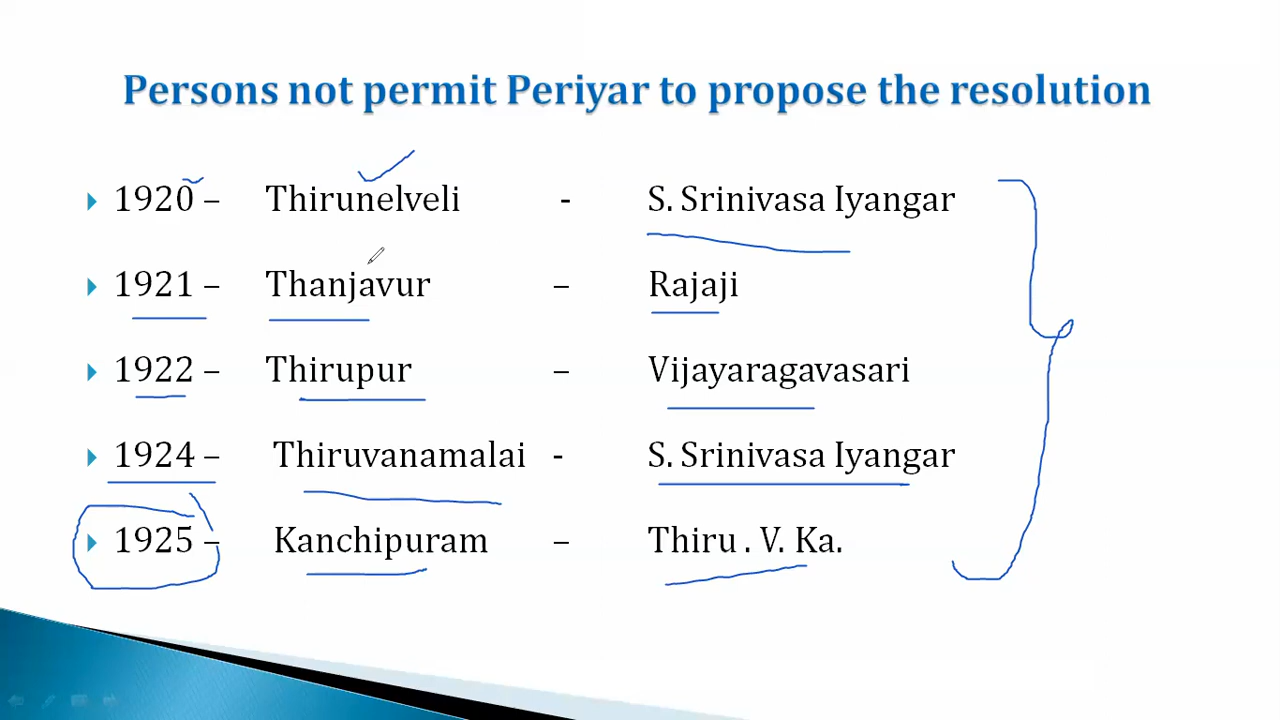 Persons not permit Periyar to propose the resolution
1920 – Thirunelveli - S. Srinivasa Iyangar
1921 – Thanjavur – Rajaji
1922 – Thirupur – Vijayaragavasari
1924 – Thiruvanamalai - S. Srinivasa Iyangar
1925 – Kanchipuram – Thiru . V. Ka.